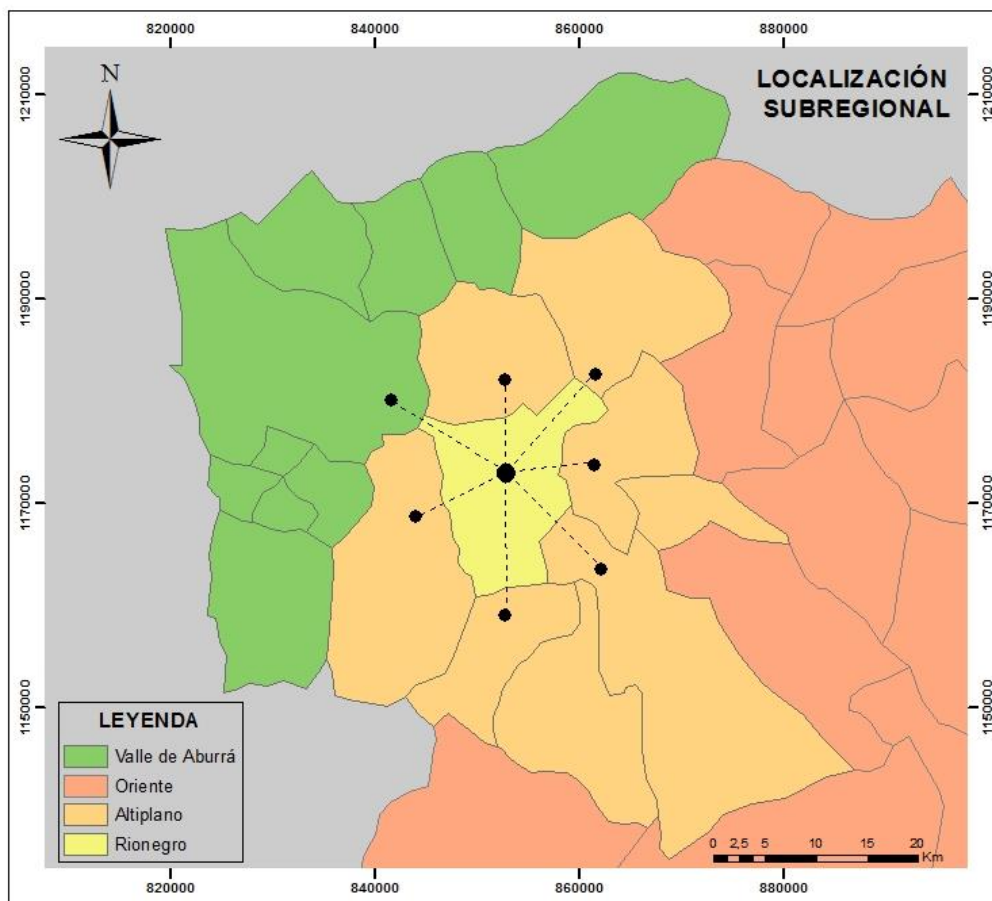 820000 840000 860000 880000
N
LOCALIZACIÓN
SUBREGIONAL
1210000 1210000
1190000 1190000
1170000 1170000
1150000 1150000
LEYENDA
Valle de Aburrá
Oriente
Altiplano
Rionegro
0 2,5 5 10 15 20
Km
820000 840000 860000 880000